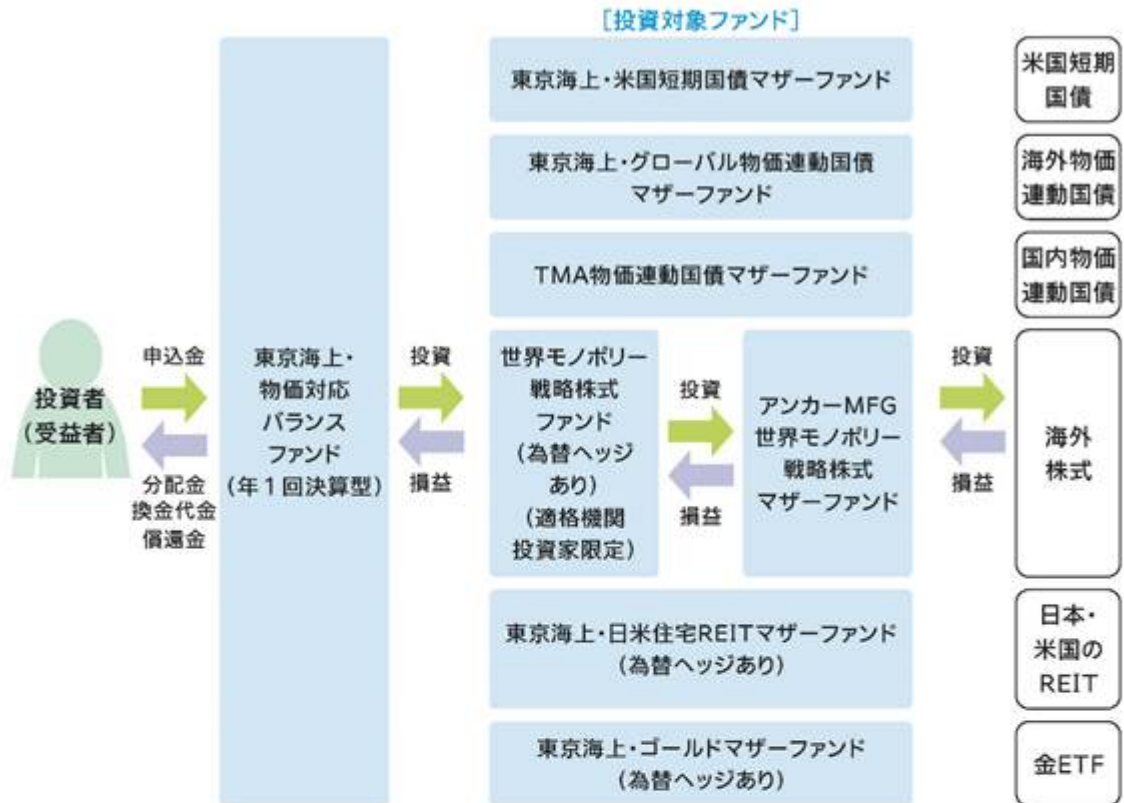 [投資対象ファンド]
東京海上・米国短期国債マザーファンド
米国短期
国債
東京海上・グローバル物価連動国債
マザーファンド
海外物価
連動国債
TMA物価連動国債マザーファンド
国内物価
連動国債
投資者
(受益者)
申込金
分配金
換金代金
償還金
東京海上・
物価対応
バランス
ファンド
(年1回決算型)
投資
損益
世界モノポリー
戦略株式
ファンド
(為替ヘッジ
あり)
(適格機関
投資家限定)
投資
損益
アンカーMFG
世界モノポリー
戦略株式
マザーファンド
投資
損益
海外
株式
東京海上・日米住宅REITマザーファンド
(為替ヘッジあり)
日本・
米国の
REIT
東京海上・ゴールドマザーファンド
(為替ヘッジあり)
金ETF